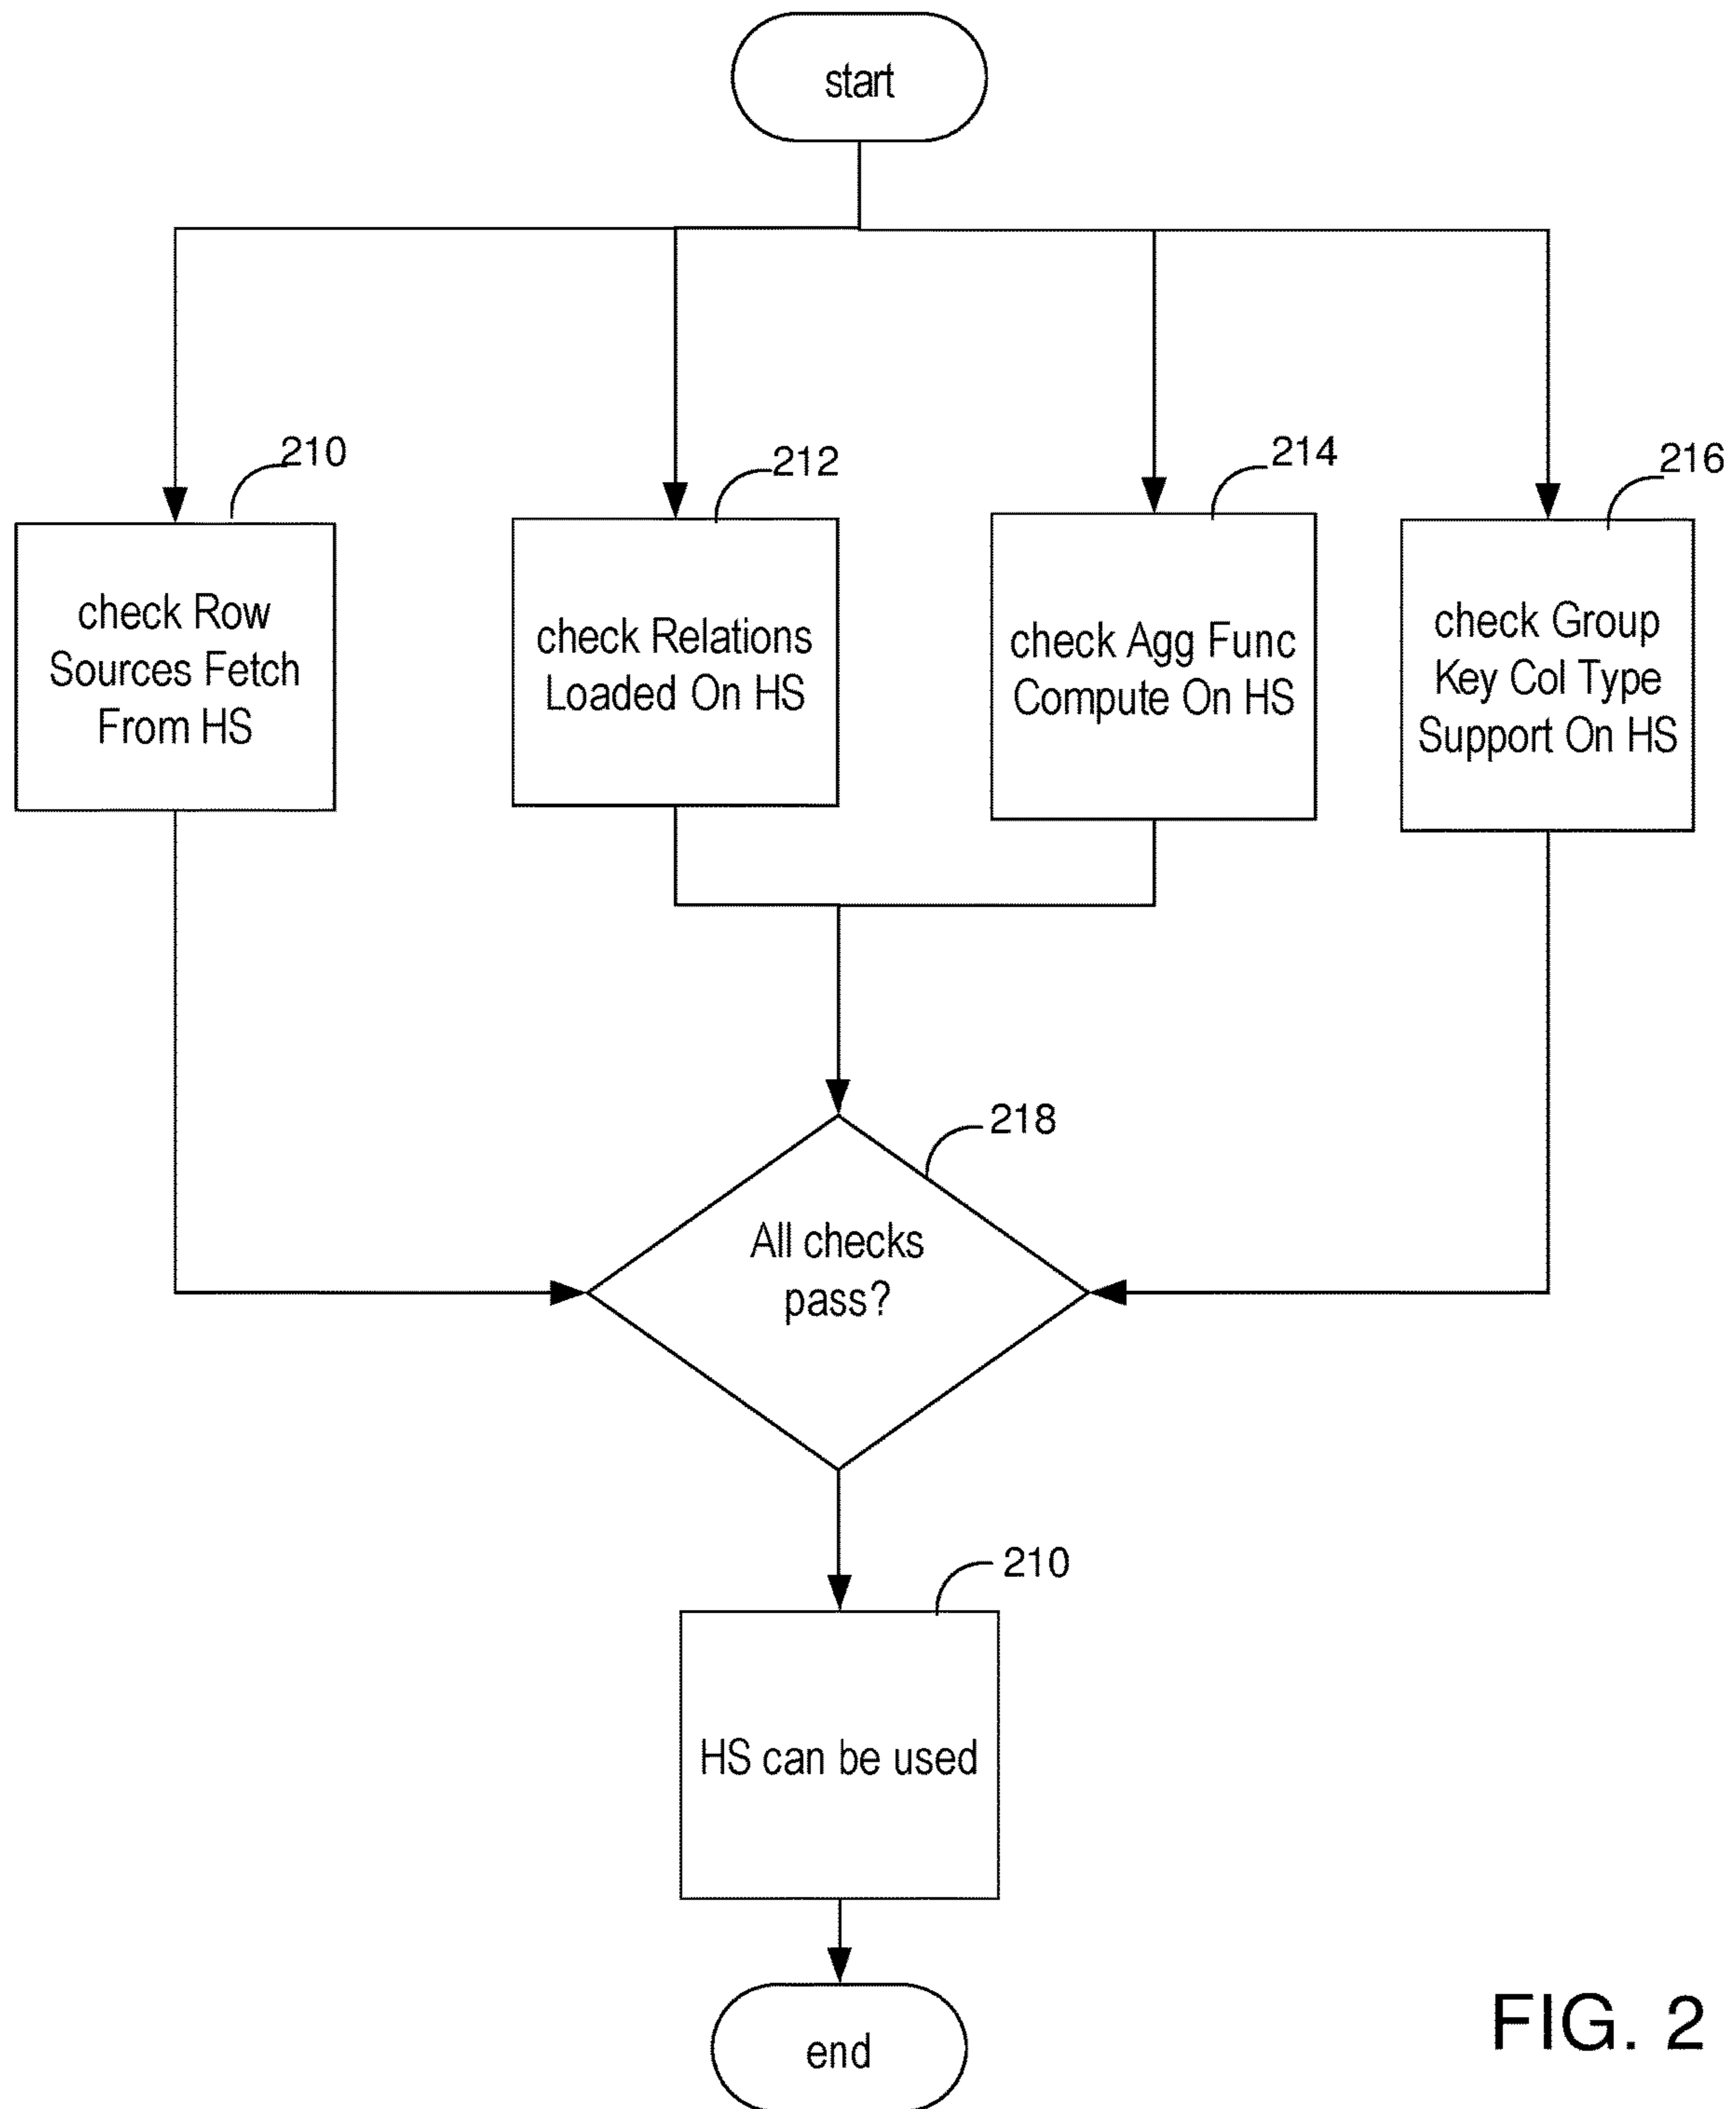 start
210
check Row
Sources Fetch
From HS
212
check Relations
Loaded On HS
214
check Agg Func
Compute On HS
216
check Group
Key Col Type
Support On HS
218
All checks
pass?
210
HS can be used
end
FIG. 2